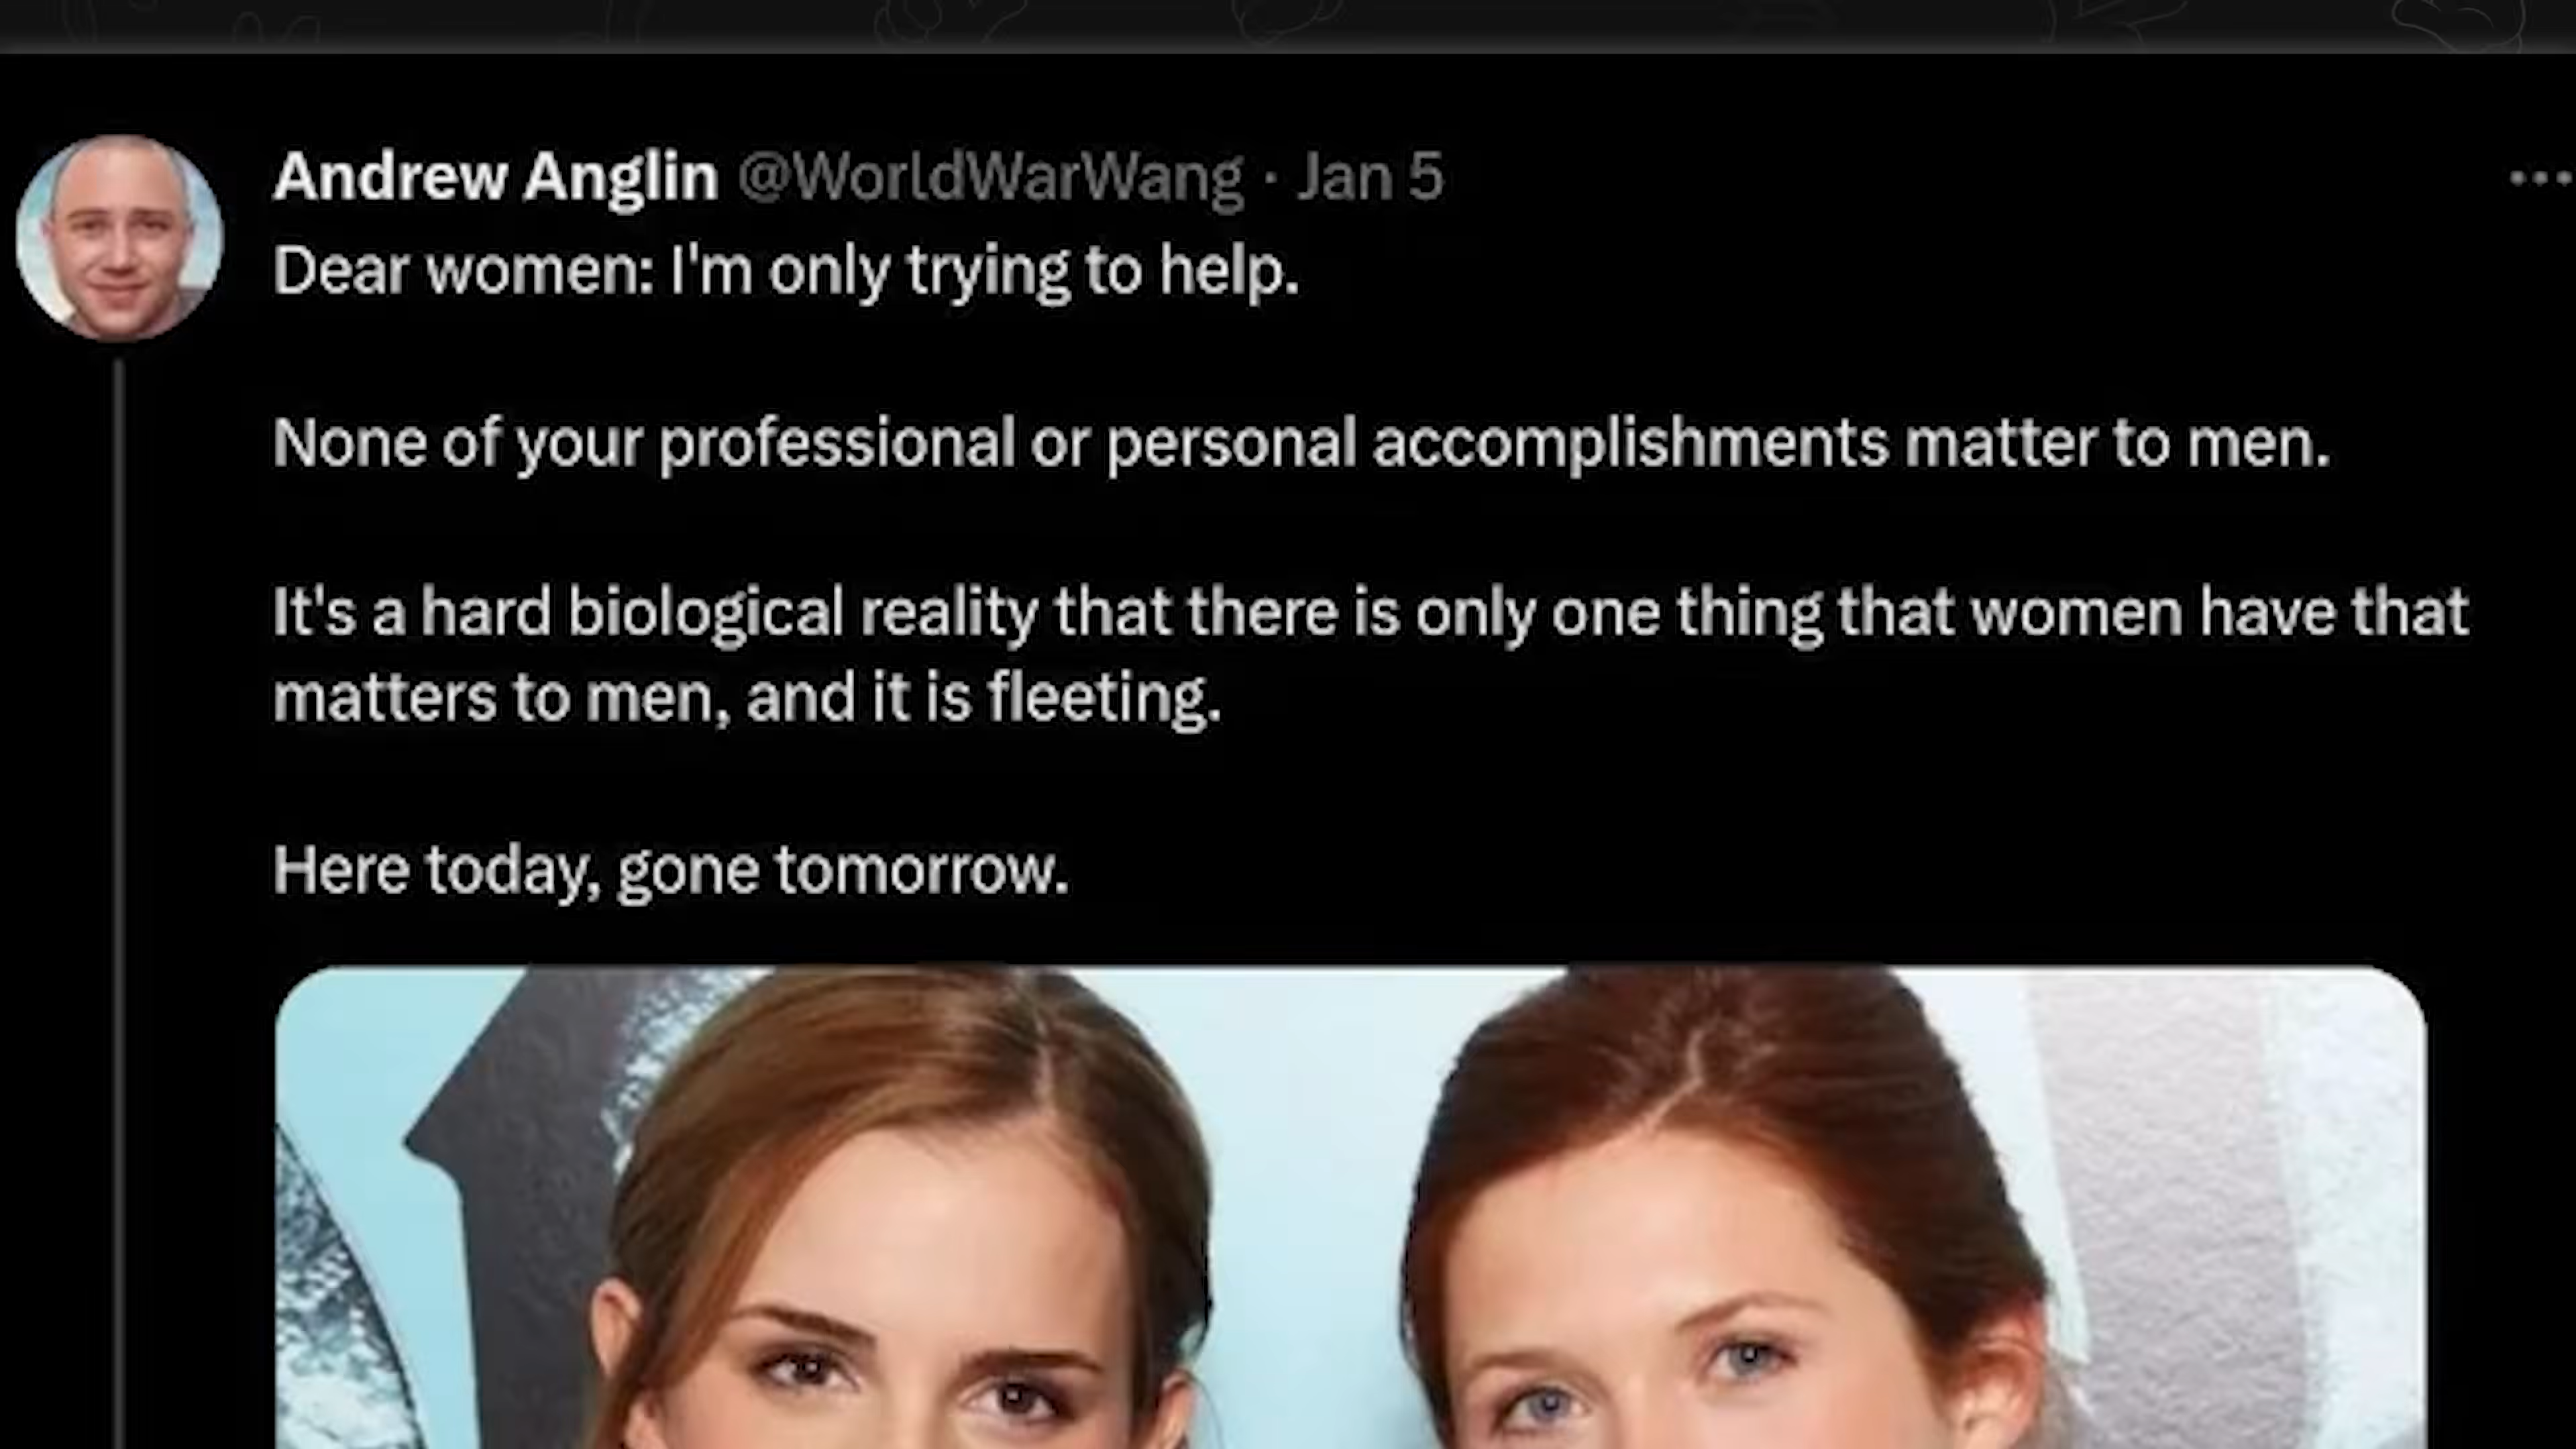 Andrew Anglin @WorldWarWang · Jan 5
Dear women: I'm only trying to help.
None of your professional or personal accomplishments matter to men.
It's a hard biological reality that there is only one thing that women have that
matters to men, and it is fleeting.
Here today, gone tomorrow.